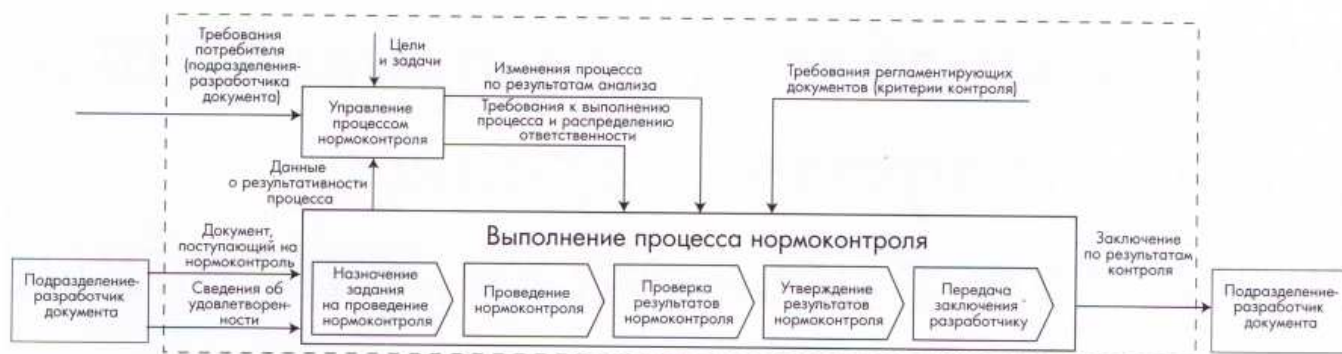 Требования
потребителя
(подразделения-
разработчика
документа)
Цели
и задачи
Управление
процессом
нормоконтроля
Изменения процесса
по результатам анализа
Требования к выполнению
процесса и распределению
ответственности
Требования регламентирующих
документов (критерии контроля)
Данные
о результативности
процесса
Документ,
поступающий на
нормоконтроль
Сведения об
удовлетворен-
ности
Подразделение-
разработчик
документа
Выполнение процесса нормоконтроля
Назначение
задания
на проведение
нормоконтроля
Проведение
нормоконтроля
Проверка
результатов
нормоконтроля
Утверждение
результатов
нормоконтроля
Передача
заключения
разработчику
Заключение
по результатам
контроля
Подразделение-
разработчик
документа